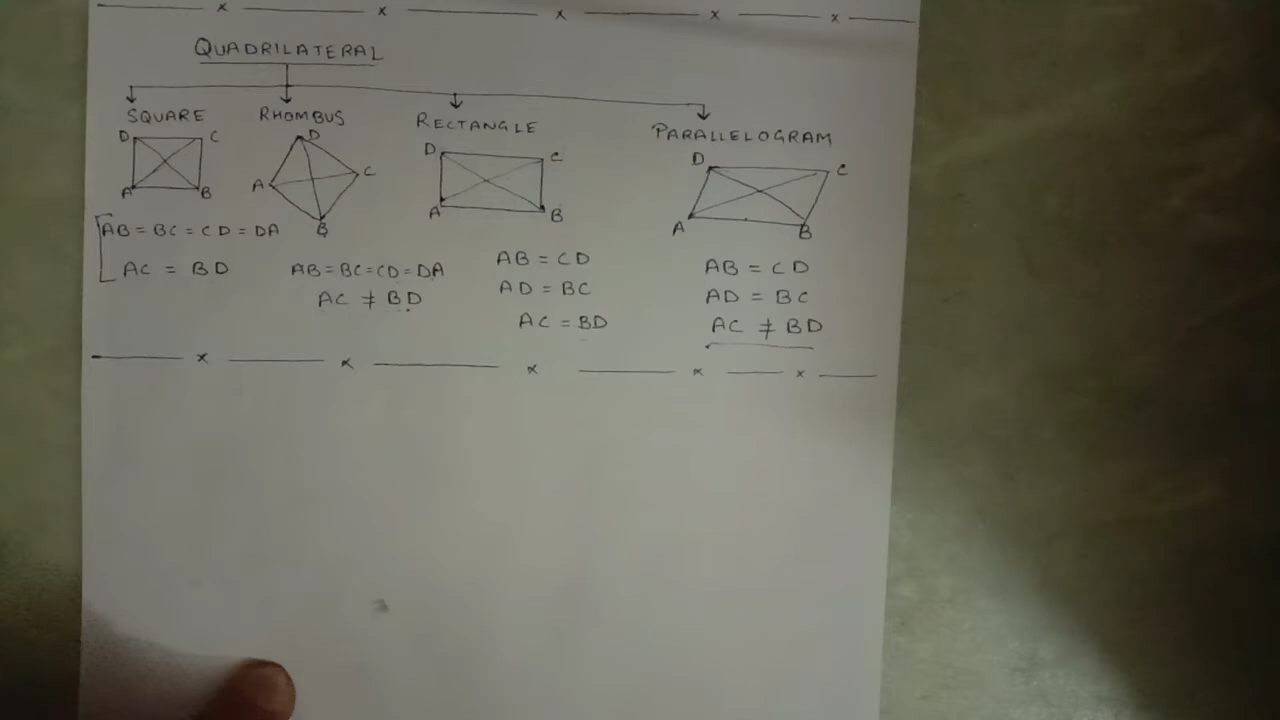 QUADRILATERAL
SQUARE
D C
A B
AB = BC = CD = DA
AC = BD
RHOMBUS
D
A C
B
AB = BC = CD = DA
AC ≠ BD
RECTANGLE
D C
A B
AB = CD
AD = BC
AC = BD
PARALLELOGRAM
D C
A B
AB = CD
AD = BC
AC ≠ BD